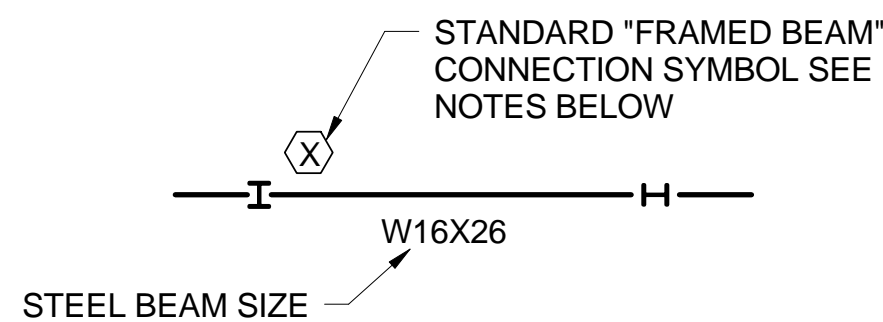 STANDARD "FRAMED BEAM"
CONNECTION SYMBOL SEE
NOTES BELOW
X
W16X26
STEEL BEAM SIZE